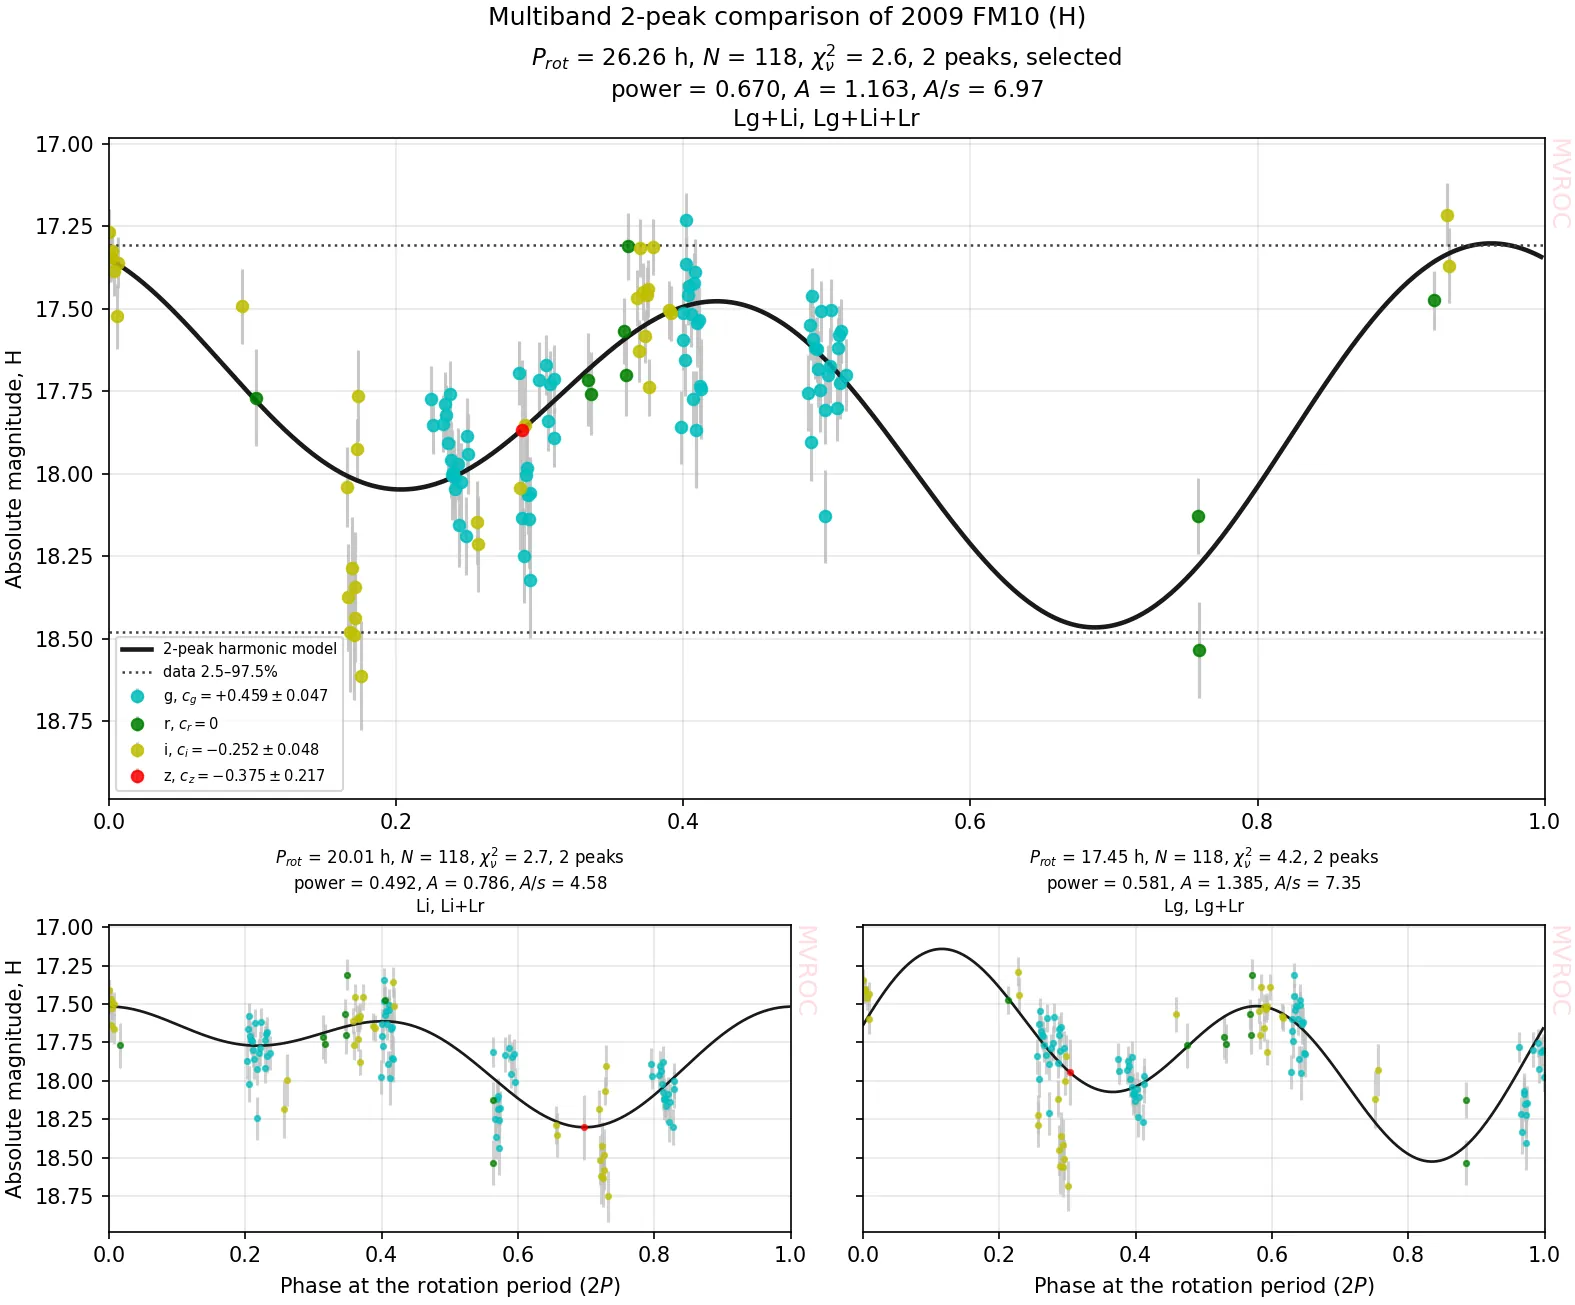 Multiband 2-peak comparison of 2009 FM10 (H)
P_rot = 26.26 h, N = 118, χ²_ν = 2.6, 2 peaks, selected
power = 0.670, A = 1.163, A/s = 6.97
Lg+Li, Lg+Li+Lr
17.00
17.25
17.50
17.75
18.00
18.25
18.50
18.75
Absolute magnitude, H
MVROC
2-peak harmonic model
data 2.5–97.5%
g, c_g = +0.459 ± 0.047
r, c_r = 0
i, c_i = −0.252 ± 0.048
z, c_z = −0.375 ± 0.217
0.0 0.2 0.4 0.6 0.8 1.0
P_rot = 20.01 h, N = 118, χ²_ν = 2.7, 2 peaks
power = 0.492, A = 0.786, A/s = 4.58
Li, Li+Lr
17.00
17.25
17.50
17.75
18.00
18.25
18.50
18.75
Absolute magnitude, H
MVROC
0.0 0.2 0.4 0.6 0.8 1.0
Phase at the rotation period (2P)
P_rot = 17.45 h, N = 118, χ²_ν = 4.2, 2 peaks
power = 0.581, A = 1.385, A/s = 7.35
Lg, Lg+Lr
MVROC
0.0 0.2 0.4 0.6 0.8 1.0
Phase at the rotation period (2P)